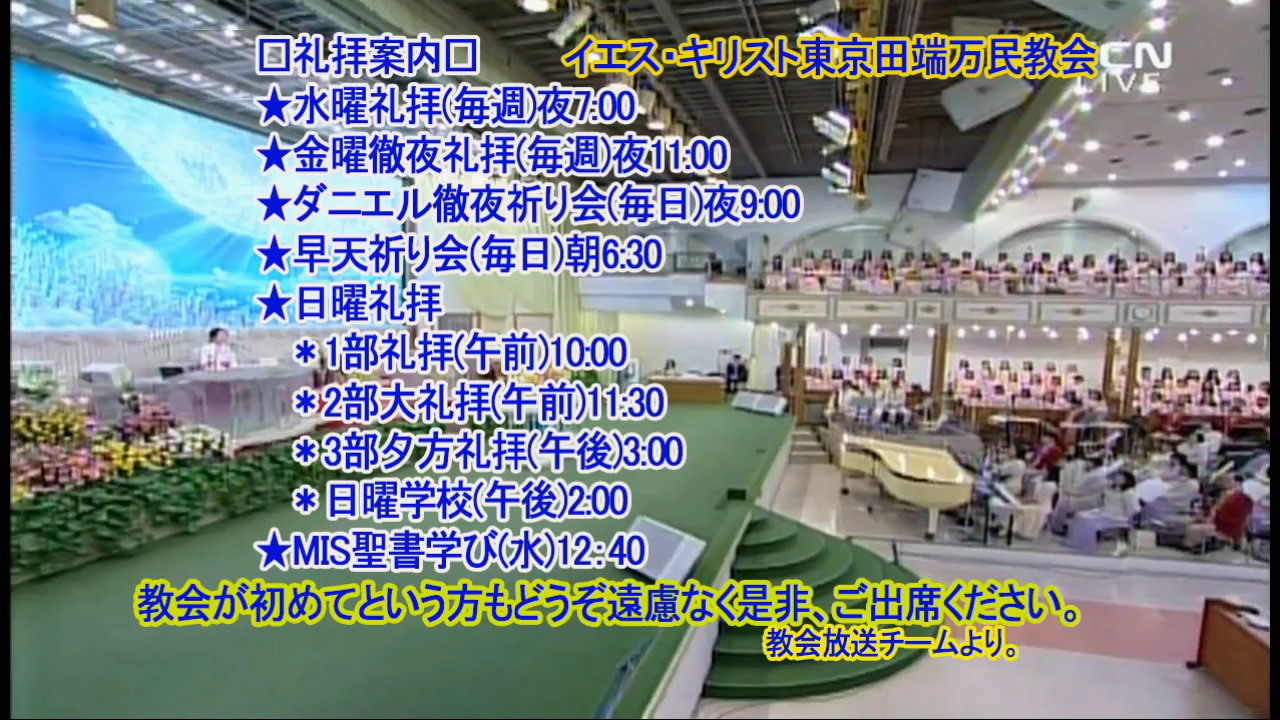 □礼拝案内□ イエス・キリスト東京田端万民教会
CN
LIVE
★水曜礼拝(毎週)夜7:00
★金曜徹夜礼拝(毎週)夜11:00
★ダニエル徹夜祈り会(毎日)夜9:00
★早天祈り会(毎日)朝6:30
★日曜礼拝
＊1部礼拝(午前)10:00
＊2部大礼拝(午前)11:30
＊3部夕方礼拝(午後)3:00
＊日曜学校(午後)2:00
★MIS聖書学び(水)12:40
教会が初めてという方もどうぞ遠慮なく是非、ご出席ください。
教会放送チームより。